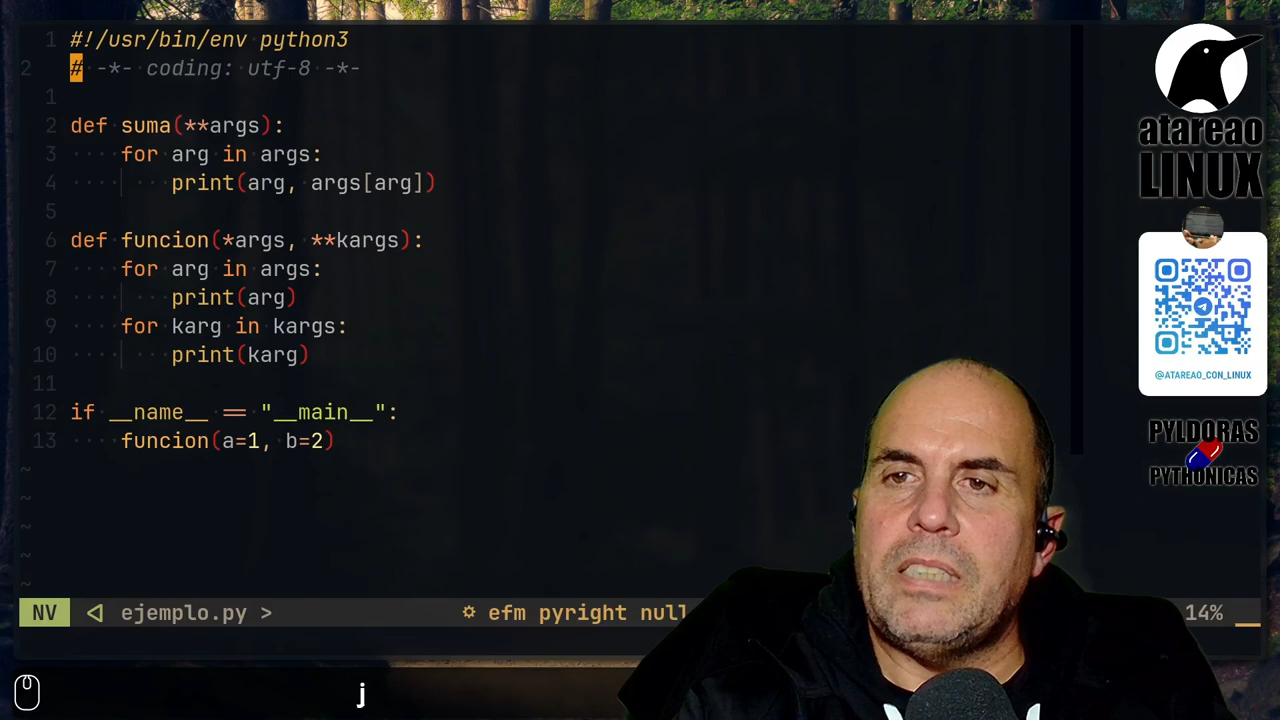 1 #!/usr/bin/env python3
2 # -*- coding: utf-8 -*-
1
2 def suma(**args):
3 for arg in args:
4 print(arg, args[arg])
5
6 def funcion(*args, **kargs):
7 for arg in args:
8 print(arg)
9 for karg in kargs:
10 print(karg)
11
12 if __name__ == "__main__":
13 funcion(a=1, b=2)
~
~
~
~
~
NV ejemplo.py > efm pyright null 14%
j
atareao
LINUX
@ATAREAO_CON_LINUX
PYLDORAS
PYTHONICAS